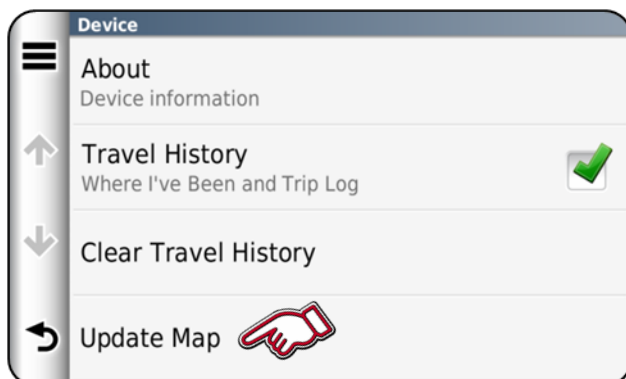 Device
About
Device information
Travel History
Where I've Been and Trip Log
Clear Travel History
Update Map